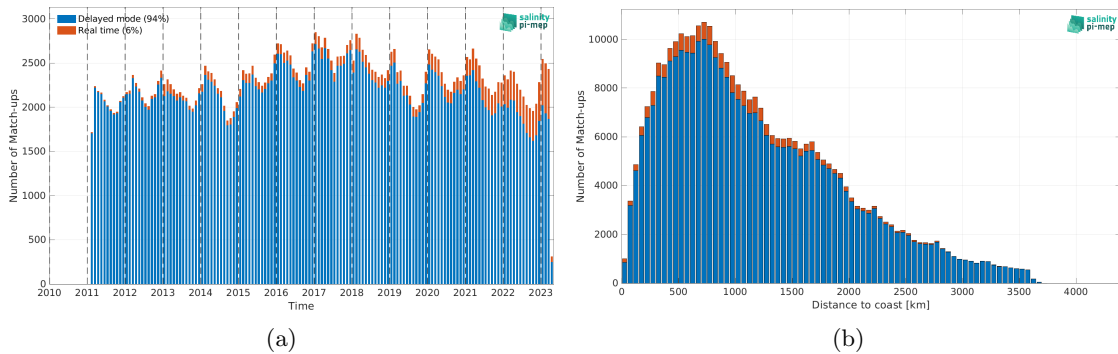 Delayed mode (94%)
Real time (6%)
salinity
pi-mep
Number of Match-ups
3000
2500
2000
1500
1000
500
0
2010 2011 2012 2013 2014 2015 2016 2017 2018 2019 2020 2021 2022 2023
Time
(a)
salinity
pi-mep
Number of Match-ups
10000
8000
6000
4000
2000
0
0 500 1000 1500 2000 2500 3000 3500 4000
Distance to coast [km]
(b)